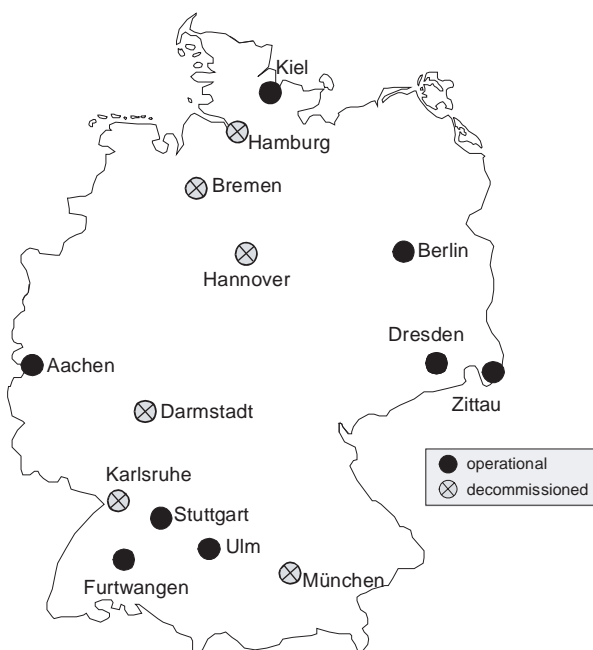 Kiel
Hamburg
Bremen
Hannover
Berlin
Dresden
Aachen
Zittau
Darmstadt
operational
decommissioned
Karlsruhe
Stuttgart
Ulm
München
Furtwangen